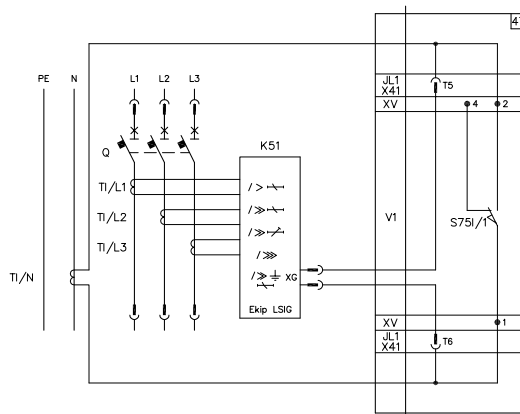 4
PE N L1 L2 L3
JL1
X41
T5
XV 4 2
Q
K51
TI/L1
/>
TI/L2
/≫
V1
S75I/1
/≫
TI/L3
/⋙
TI/N
/≫ XG
Ekip LSIG
XV 1
JL1
X41
T6